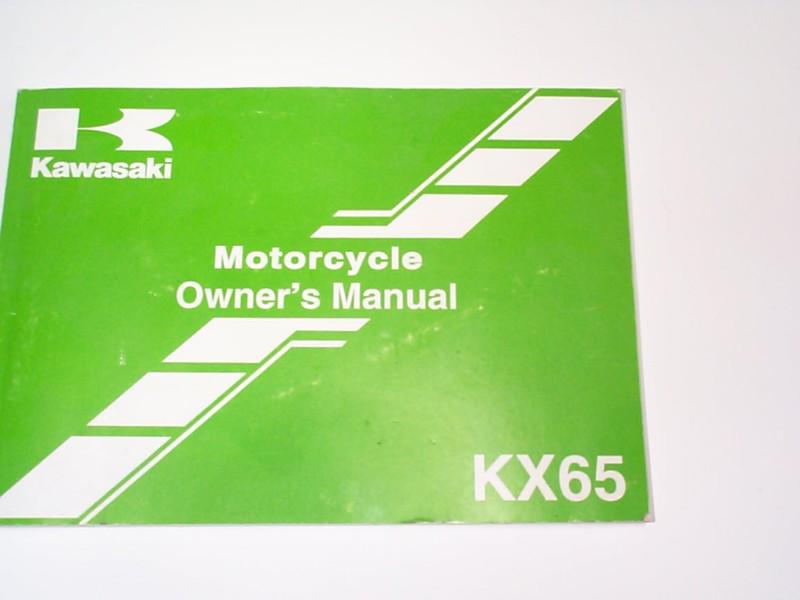 Kawasaki
Motorcycle
Owner's Manual
KX65